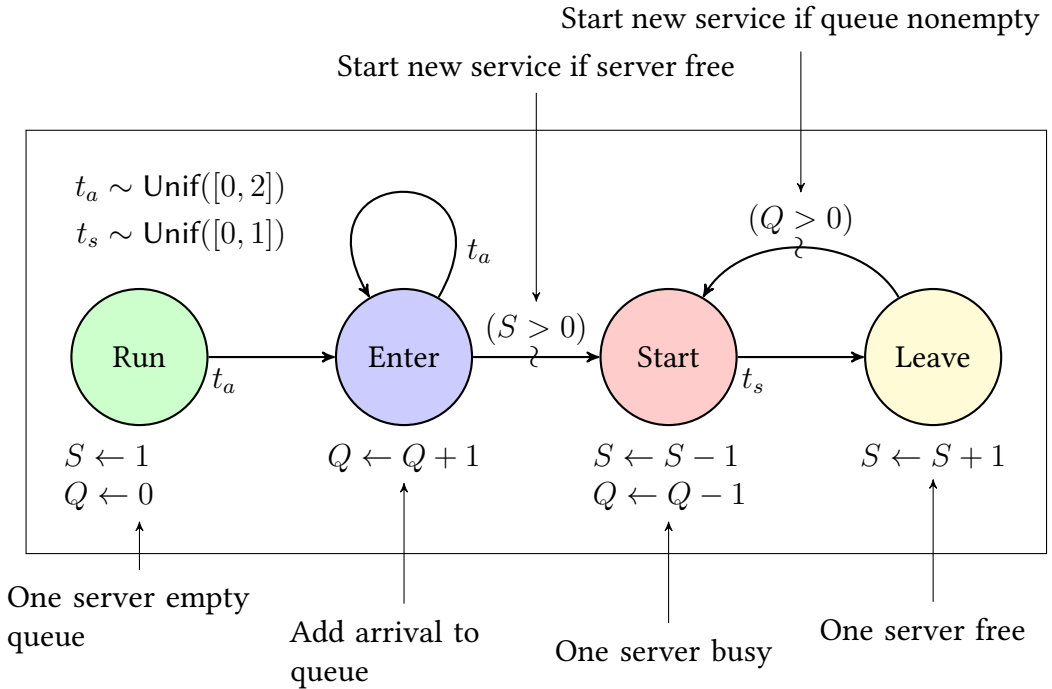 Start new service if queue nonempty
Start new service if server free
t_a ∼ Unif([0, 2])
t_s ∼ Unif([0, 1])
(Q > 0)
t_a
(S > 0)
Run
Enter
Start
Leave
t_a
t_s
S ← 1
Q ← 0
Q ← Q + 1
S ← S − 1
Q ← Q − 1
S ← S + 1
One server empty
queue
Add arrival to
queue
One server busy
One server free